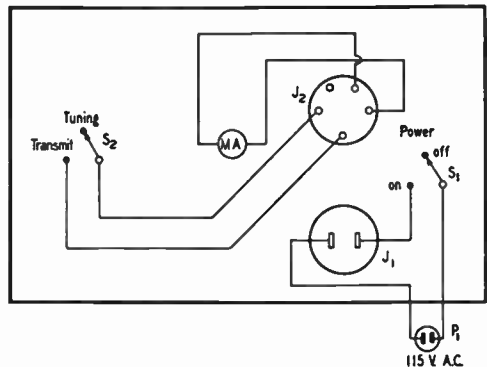 J2
Tuning
S2
Transmit
MA
Power
off
S1
on
J1
P1
115 V. A.C.